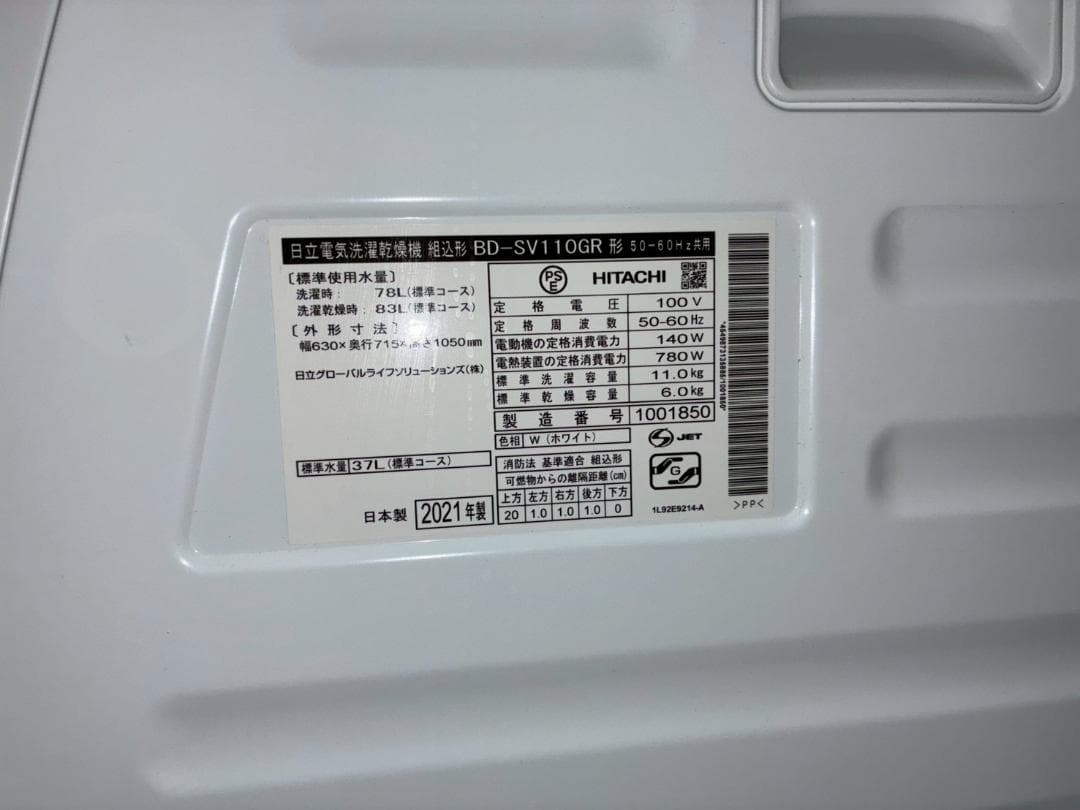 日立電気洗濯乾燥機 組込形 BD-SV110GR 形 50-60Hz共用
〔標準使用水量〕
洗濯時: 78L(標準コース)
洗濯乾燥時: 83L(標準コース)
〔外形寸法〕
幅630×奥行715×高さ1050mm
日立グローバルライフソリューションズ(株)
標準水量 37L(標準コース)
日本製 2021年製
PSE HITACHI
定格電圧 100V
定格周波数 50-60Hz
電動機の定格消費電力 140W
電熱装置の定格消費電力 780W
標準洗濯容量 11.0kg
標準乾燥容量 6.0kg
製造番号 1001850
色相 W(ホワイト)
消防法 基準適合 組込形
可燃物からの離隔距離(cm)
上方 左方 右方 後方 下方
20 1.0 1.0 1.0 0
S JET
G
1L92E9214-A
>PP<